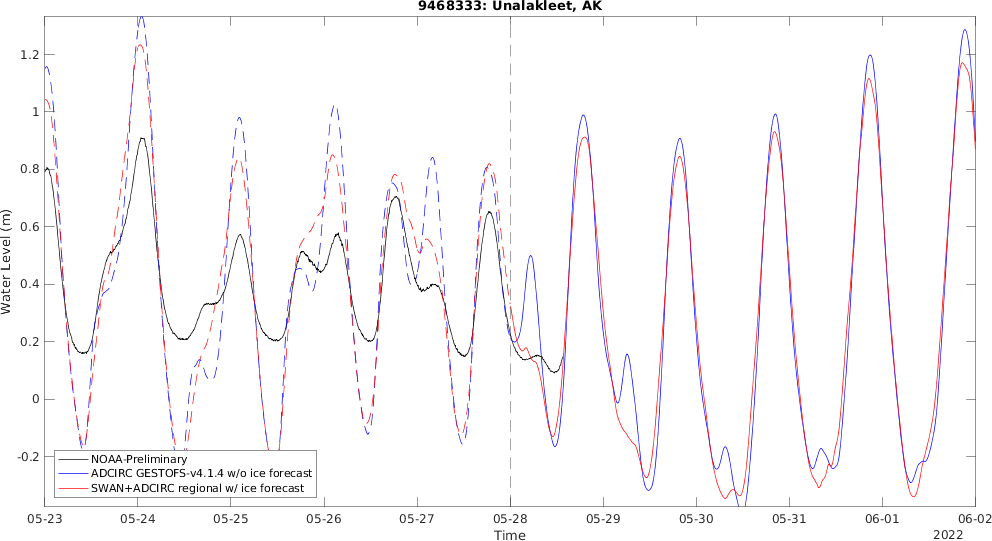 9468333: Unalakleet, AK
Water Level (m)
1.2
1
0.8
0.6
0.4
0.2
0
-0.2
NOAA-Preliminary
ADCIRC GESTOFS-v4.1.4 w/o ice forecast
SWAN+ADCIRC regional w/ ice forecast
05-23 05-24 05-25 05-26 05-27 05-28 05-29 05-30 05-31 06-01 06-02
Time
2022